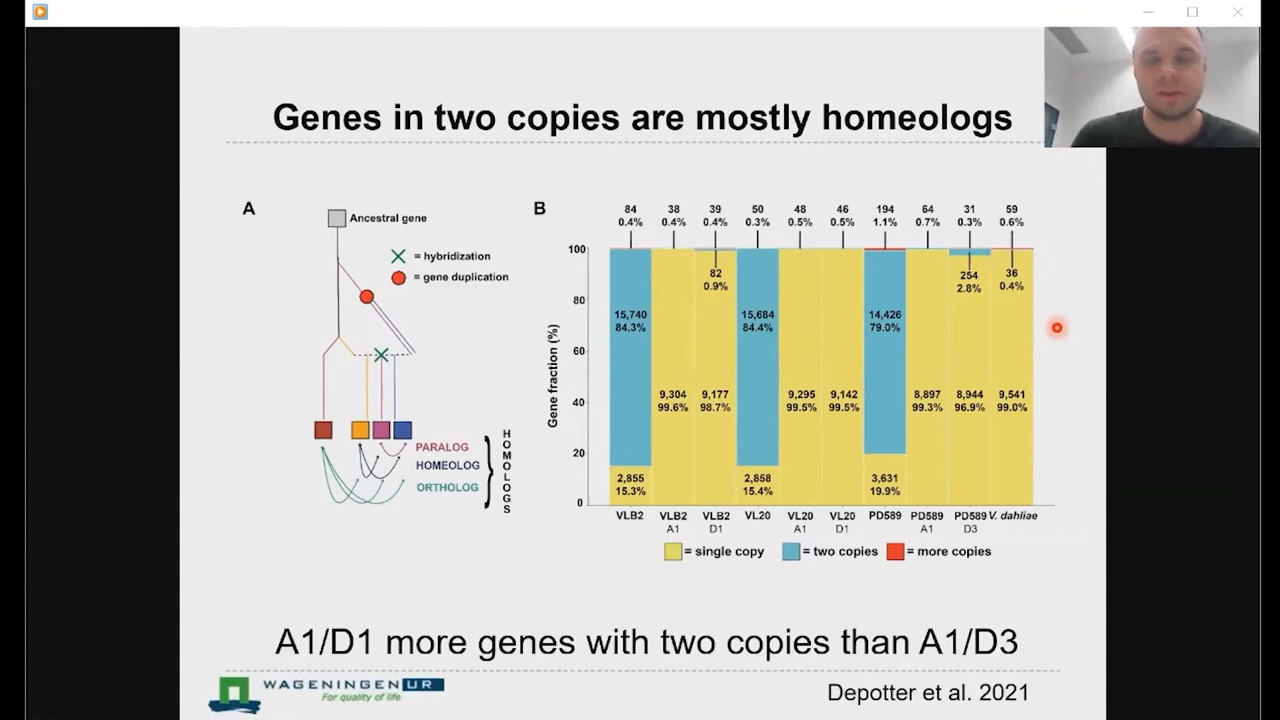 Genes in two copies are mostly homeologs
A
Ancestral gene
= hybridization
= gene duplication
PARALOG
HOMEOLOG
ORTHOLOG
HOMOLOGS
B
84 38 39 50 48 46 194 64 31 59
0.4% 0.4% 0.4% 0.3% 0.5% 0.5% 1.1% 0.7% 0.3% 0.6%
100
82 254 36
0.9% 2.8% 0.4%
80
15,740 15,684 14,426
84.3% 84.4% 79.0%
60
Gene fraction (%)
40
9,304 9,177 9,295 9,142 8,897 8,944 9,541
99.6% 98.7% 99.5% 99.5% 99.3% 96.9% 99.0%
20
2,855 2,858 3,631
15.3% 15.4% 19.9%
0
VLB2 VLB2 VLB2 VL20 VL20 VL20 PD589 PD589 PD589 V. dahliae
A1 D1 A1 D1 A1 D3
= single copy = two copies = more copies
A1/D1 more genes with two copies than A1/D3
WAGENINGEN UR
For quality of life
Depotter et al. 2021